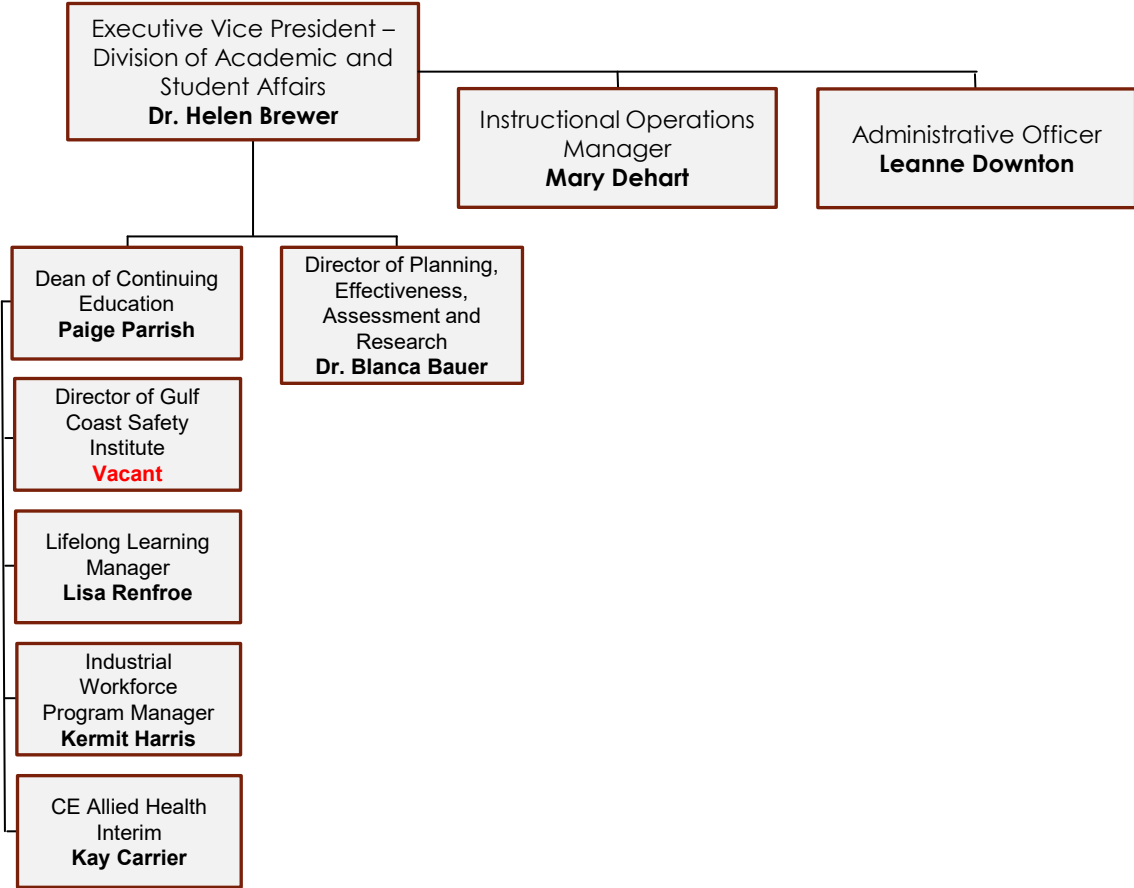 Executive Vice President –
Division of Academic and
Student Affairs
Dr. Helen Brewer
Instructional Operations
Manager
Mary Dehart
Administrative Officer
Leanne Downton
Dean of Continuing
Education
Paige Parrish
Director of Planning,
Effectiveness,
Assessment and
Research
Dr. Blanca Bauer
Director of Gulf
Coast Safety
Institute
Vacant
Lifelong Learning
Manager
Lisa Renfroe
Industrial
Workforce
Program Manager
Kermit Harris
CE Allied Health
Interim
Kay Carrier